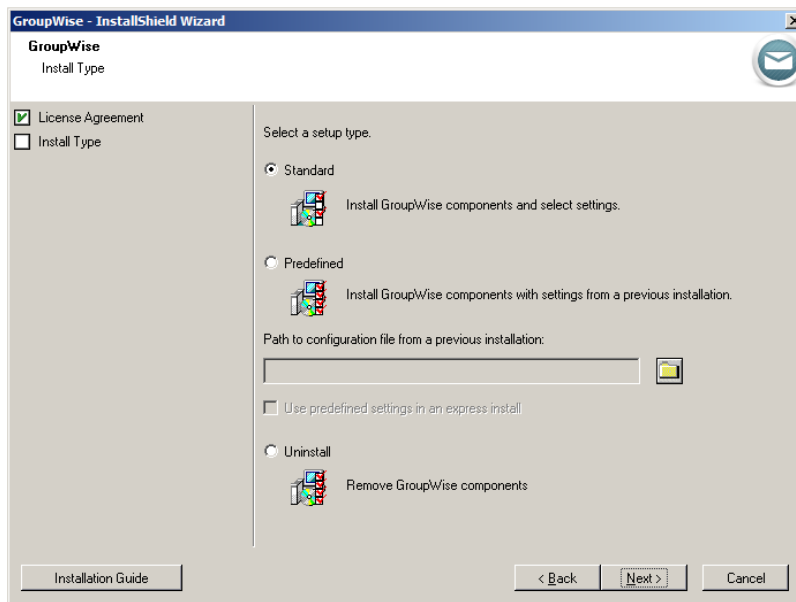 GroupWise - InstallShield Wizard
GroupWise
Install Type
License Agreement
Install Type
Select a setup type.
Standard
Install GroupWise components and select settings.
Predefined
Install GroupWise components with settings from a previous installation.
Path to configuration file from a previous installation:
Use predefined settings in an express install
Uninstall
Remove GroupWise components
Installation Guide
< Back
Next >
Cancel